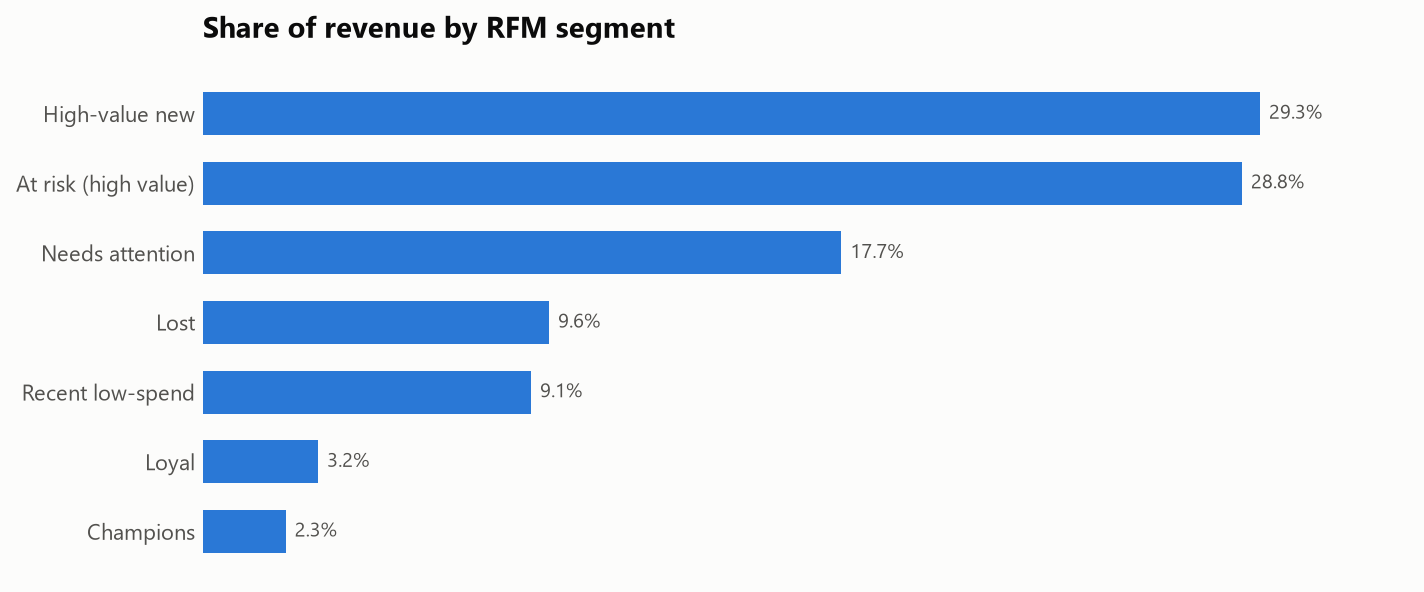 Share of revenue by RFM segment
High-value new 29.3%
At risk (high value) 28.8%
Needs attention 17.7%
Lost 9.6%
Recent low-spend 9.1%
Loyal 3.2%
Champions 2.3%